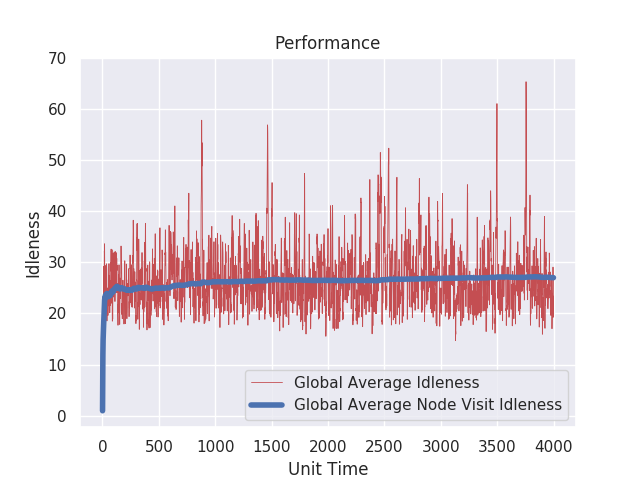 Performance
70
60
50
40
30
20
10
0
Idleness
Global Average Idleness
Global Average Node Visit Idleness
0 500 1000 1500 2000 2500 3000 3500 4000
Unit Time